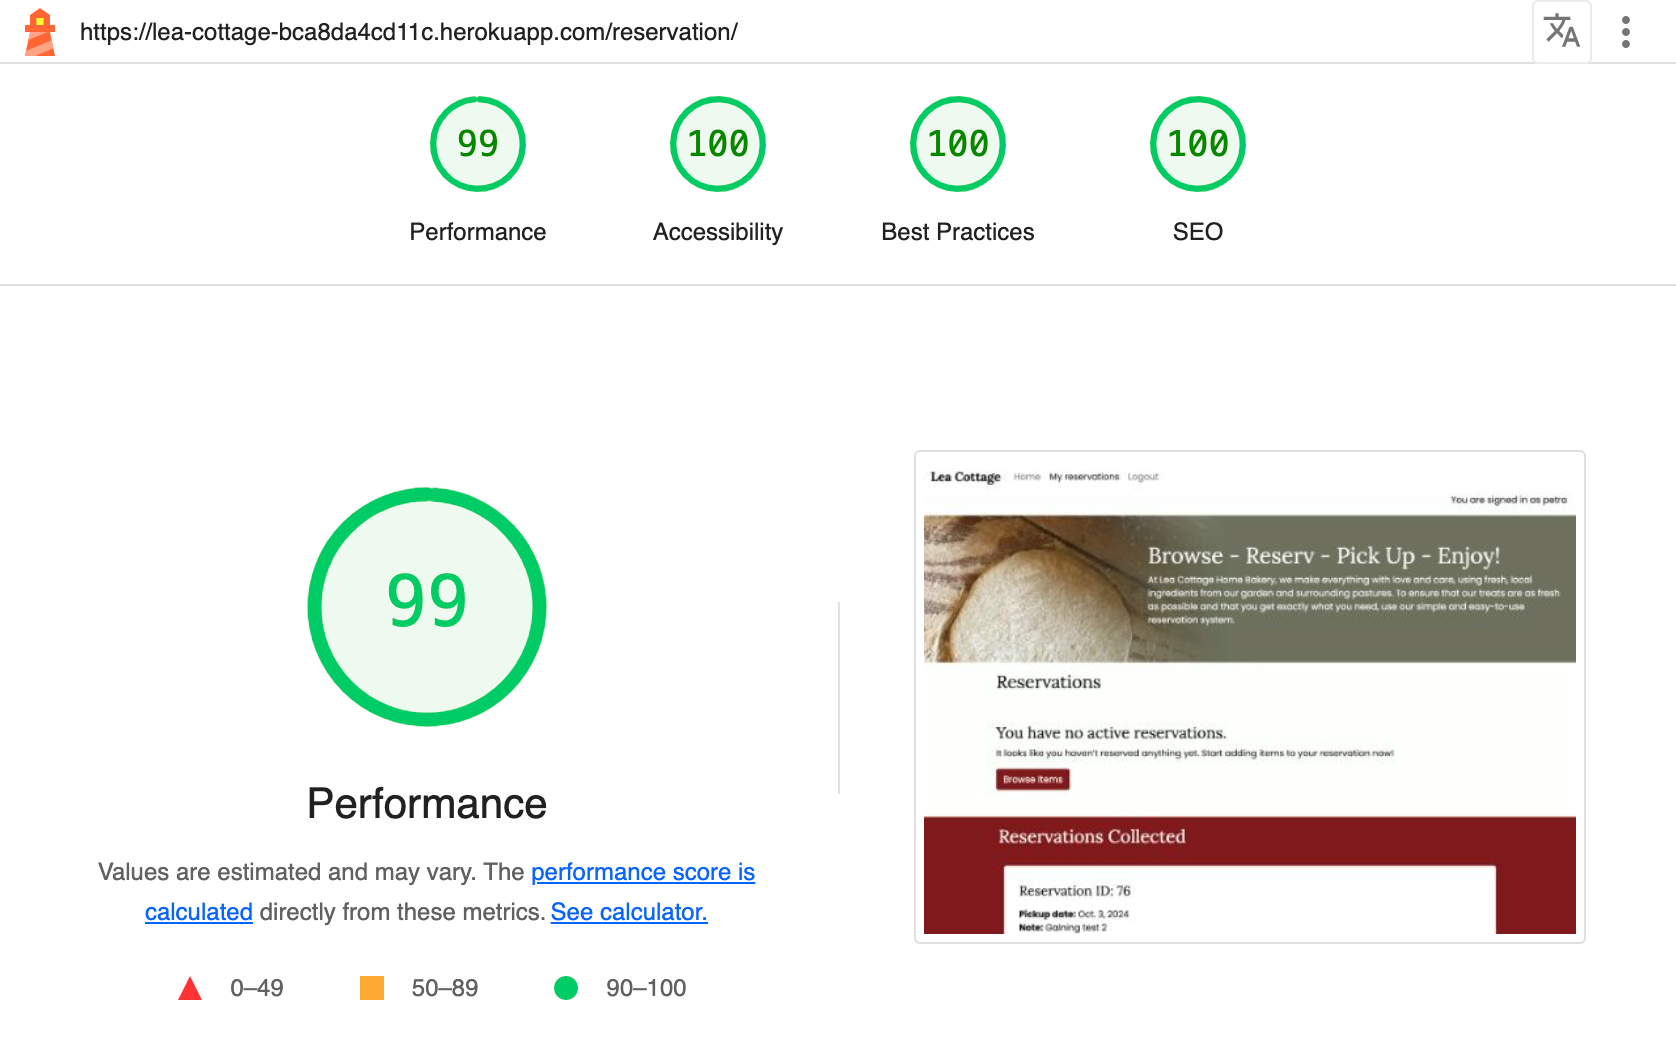 https://lea-cottage-bca8da4cd11c.herokuapp.com/reservation/
99
100
100
100
Performance
Accessibility
Best Practices
SEO
99
Performance
Values are estimated and may vary. The performance score is
calculated directly from these metrics. See calculator.
0–49
50–89
90–100
Lea Cottage Home My reservations Logout
You are signed in as petra
Browse - Reserv - Pick Up - Enjoy!
At Lea Cottage Home Bakery, we make everything with love and care, using fresh, local
ingredients from our garden and surrounding pastures. To ensure that our treats are as fresh
as possible and that you get exactly what you need, use our simple and easy-to-use
reservation system.
Reservations
You have no active reservations.
It looks like you haven't reserved anything yet. Start adding items to your reservation now!
Browse Items
Reservations Collected
Reservation ID: 76
Pickup date: Oct. 3, 2024
Note: Galning test 2